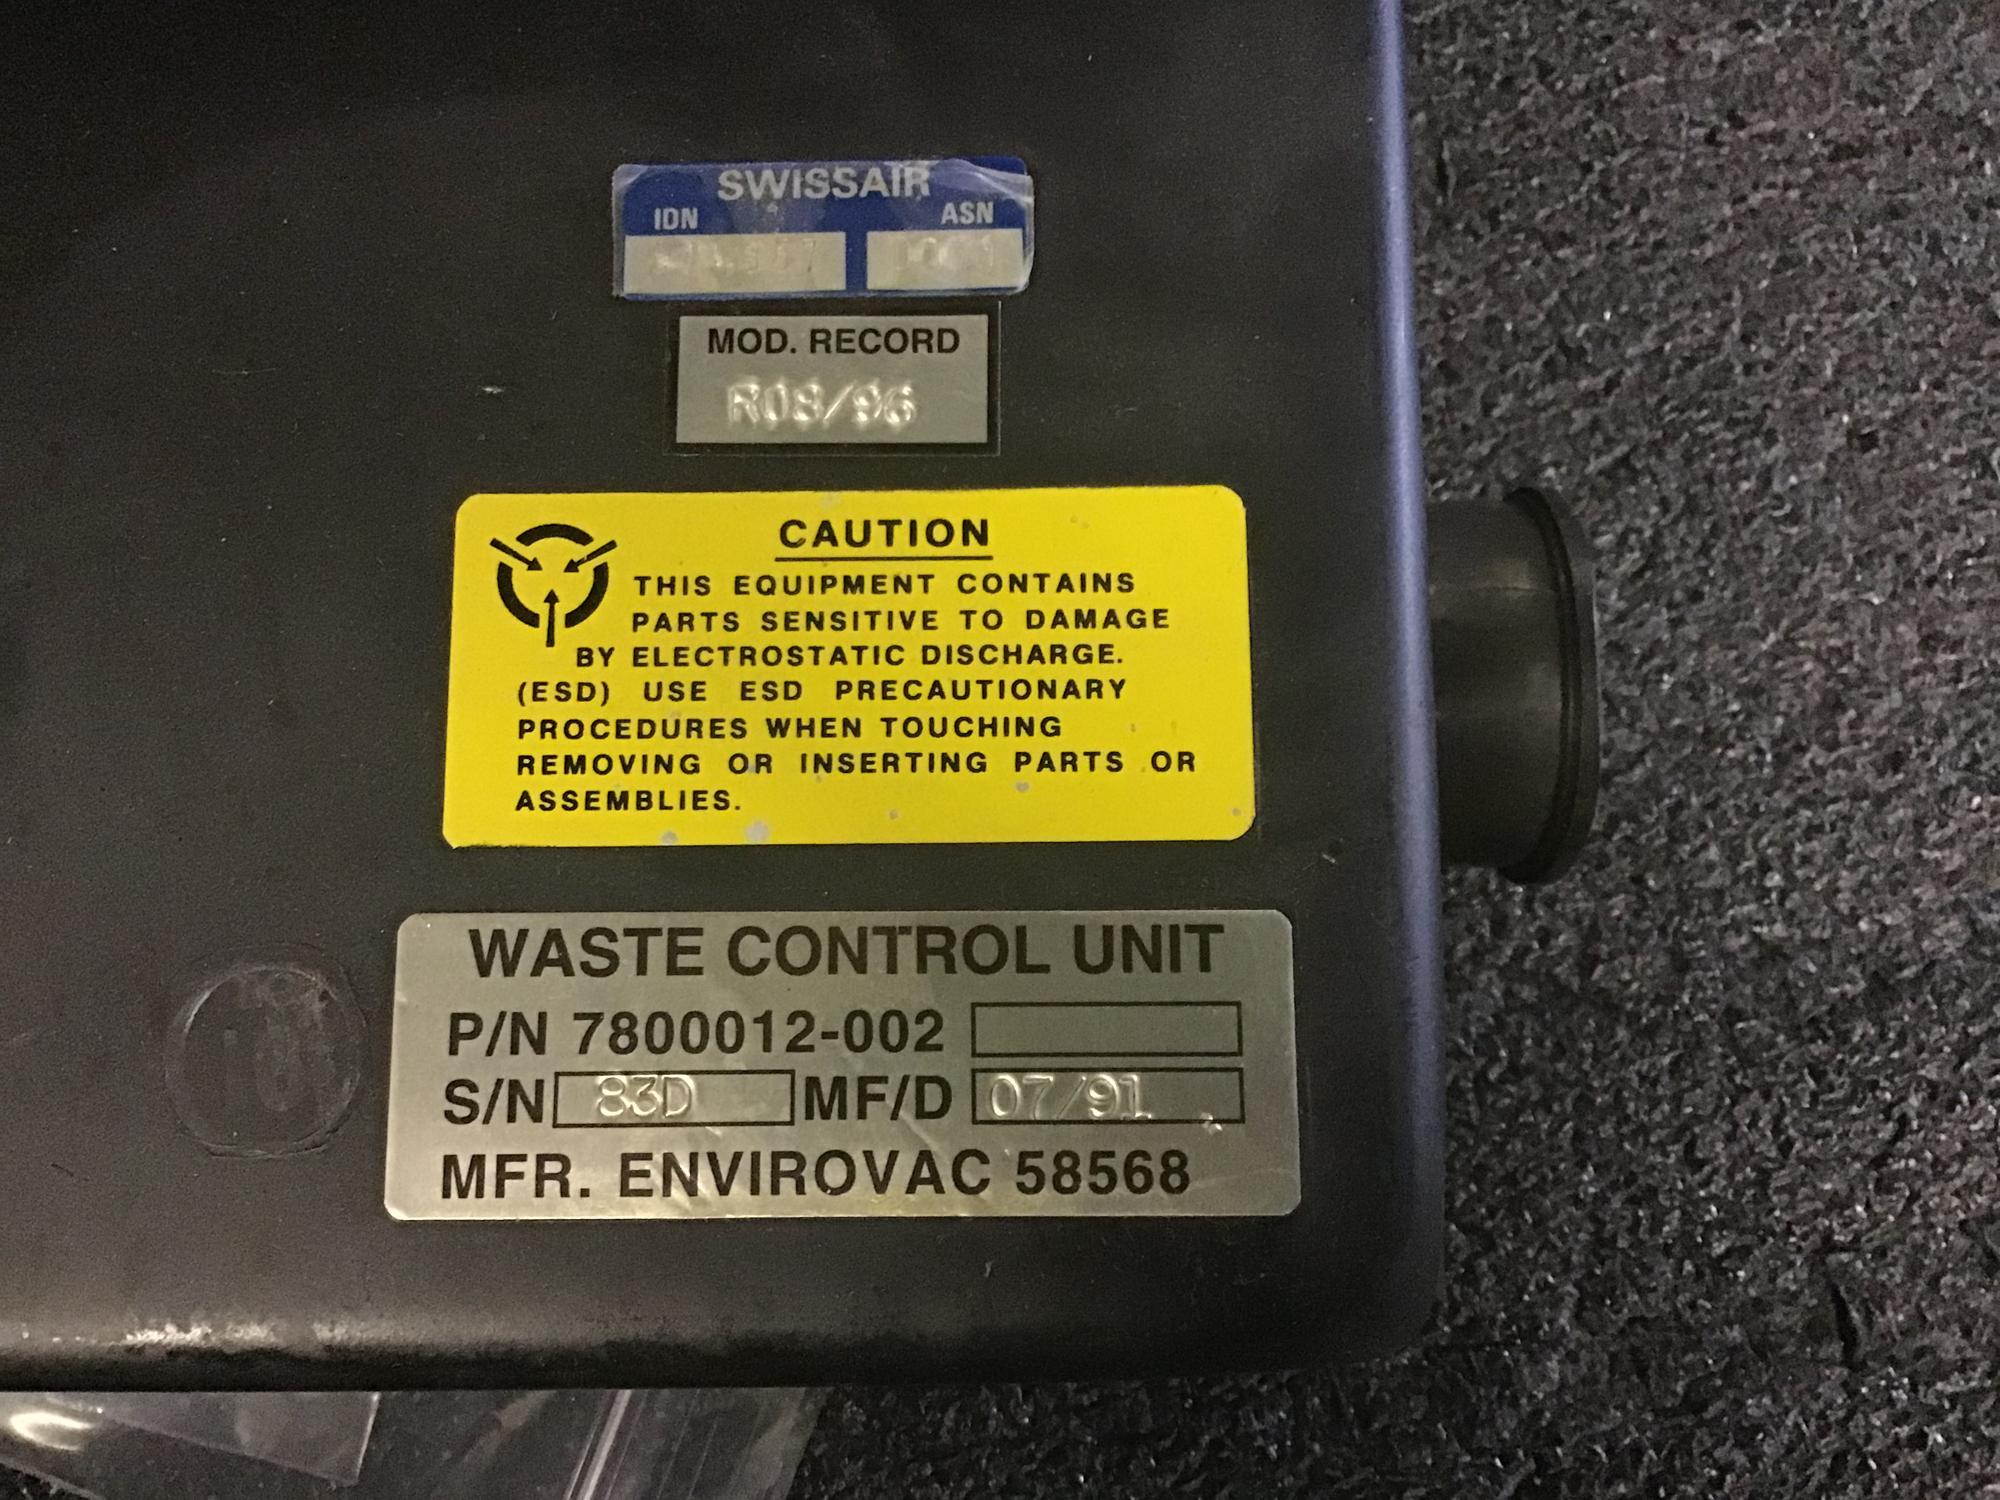 SWISSAIR
IDN ASN
MOD. RECORD
R08/96
CAUTION
THIS EQUIPMENT CONTAINS
PARTS SENSITIVE TO DAMAGE
BY ELECTROSTATIC DISCHARGE.
(ESD) USE ESD PRECAUTIONARY
PROCEDURES WHEN TOUCHING
REMOVING OR INSERTING PARTS OR
ASSEMBLIES.
WASTE CONTROL UNIT
P/N 7800012-002
S/N 83D MF/D 07/91
MFR. ENVIROVAC 58568